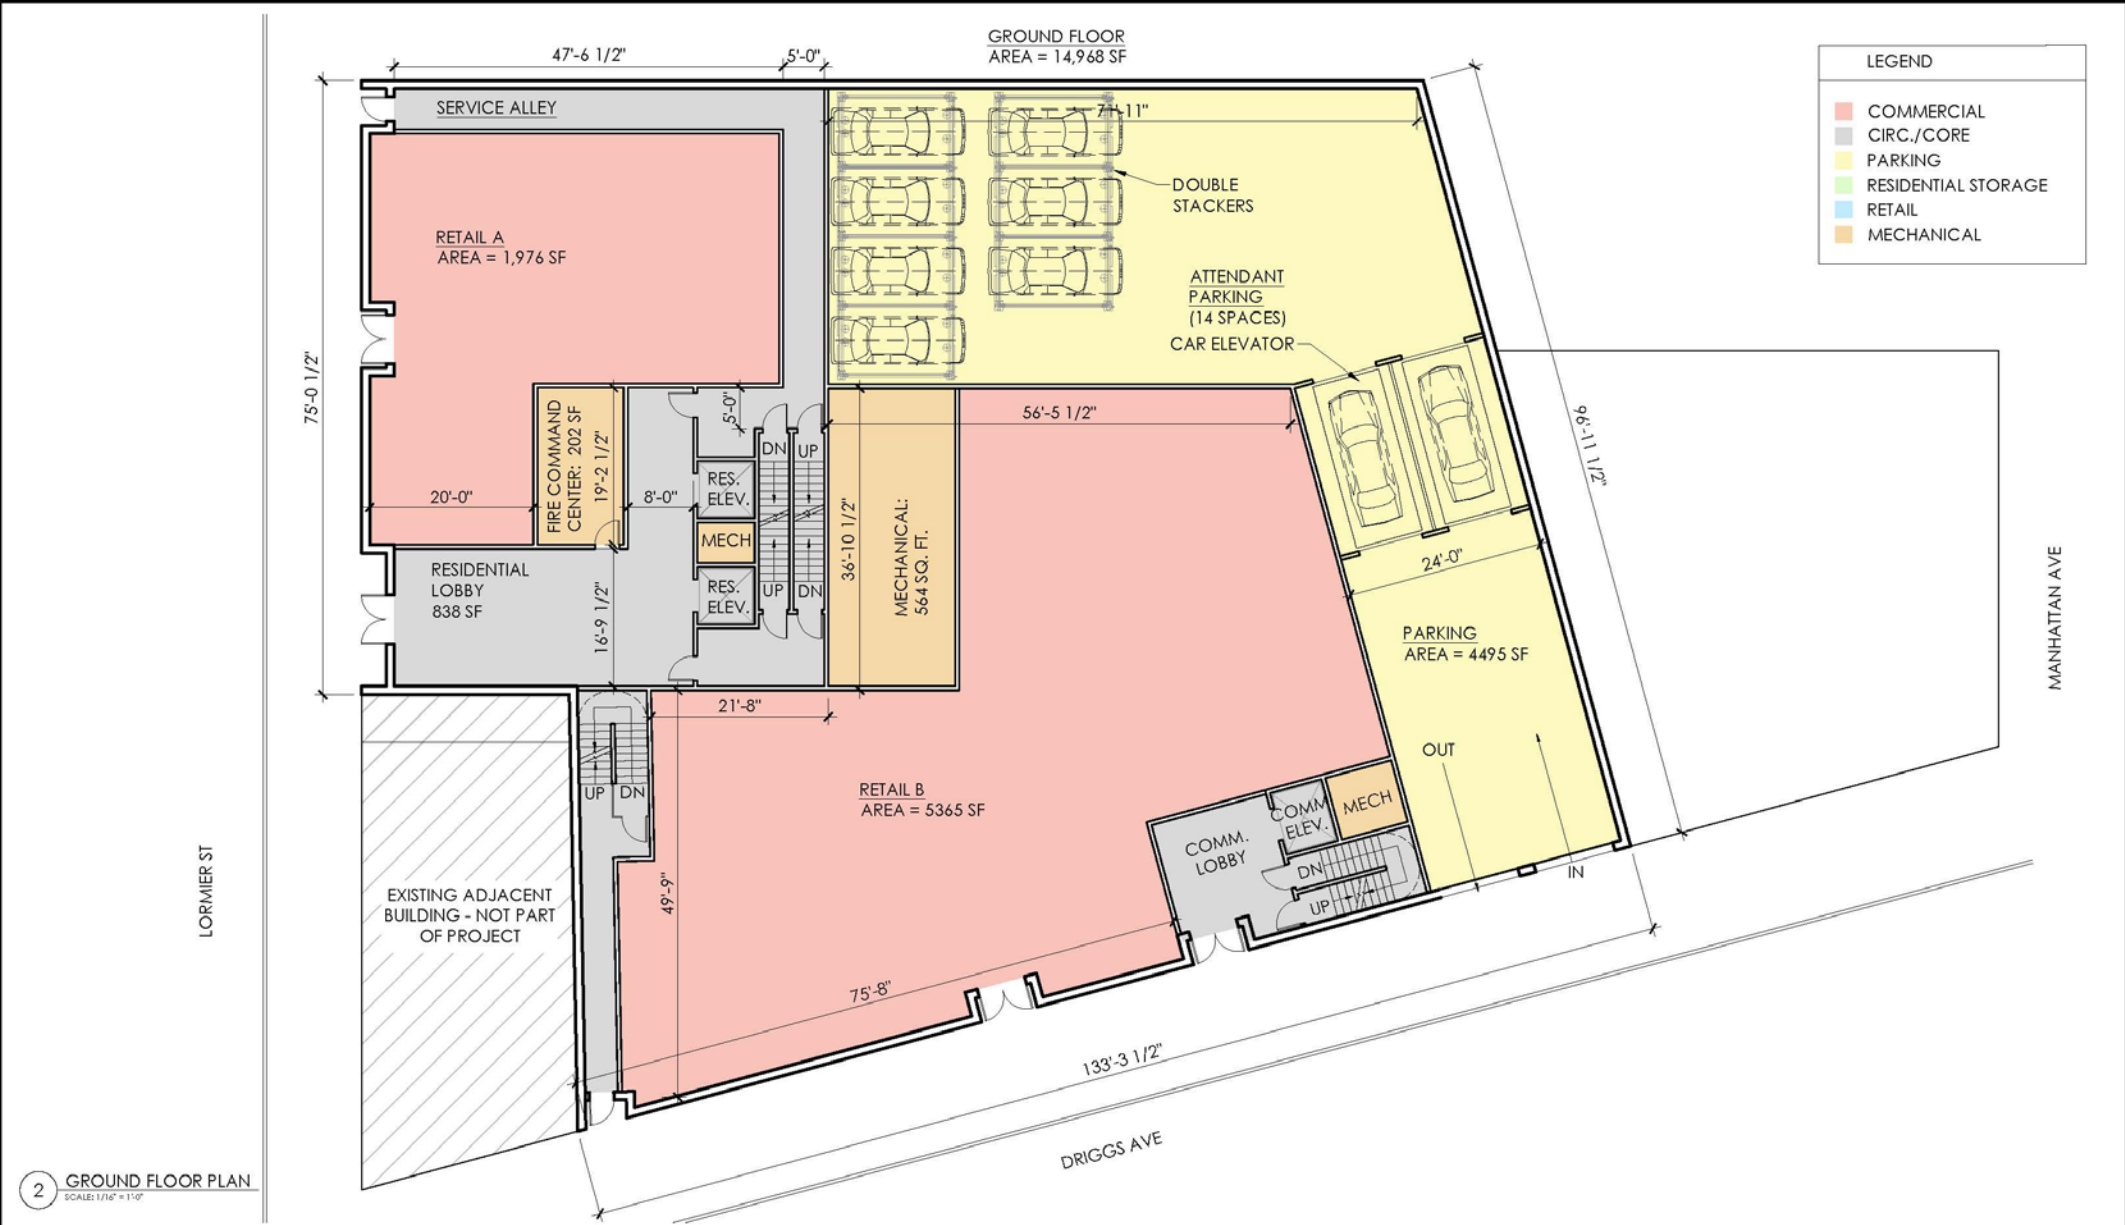 GROUND FLOOR
AREA = 14,968 SF
47'-6 1/2"
5'-0"
LEGEND
COMMERCIAL
CIRC./CORE
PARKING
RESIDENTIAL STORAGE
RETAIL
MECHANICAL
SERVICE ALLEY
DOUBLE
STACKERS
RETAIL A
AREA = 1,976 SF
ATTENDANT
PARKING
(14 SPACES)
CAR ELEVATOR
75'-0 1/2"
FIRE COMMAND
CENTER: 202 SF
19'-2 1/2"
5'-0"
56'-5 1/2"
96'-11 1/2"
DN
UP
20'-0"
8'-0"
RES.
ELEV.
MECH
36'-10 1/2"
MECHANICAL:
564 SQ. FT.
24'-0"
RESIDENTIAL
LOBBY
838 SF
16'-9 1/2"
RES.
ELEV.
UP
DN
PARKING
AREA = 4495 SF
MANHATTAN AVE
21'-8"
OUT
IN
UP
DN
RETAIL B
AREA = 5365 SF
COMM.
LOBBY
COMM
ELEV.
MECH
DN
UP
LORMIER ST
EXISTING ADJACENT
BUILDING - NOT PART
OF PROJECT
49'-9"
75'-8"
133'-3 1/2"
DRIGGS AVE
2
GROUND FLOOR PLAN
SCALE: 1/16" = 1'-0"